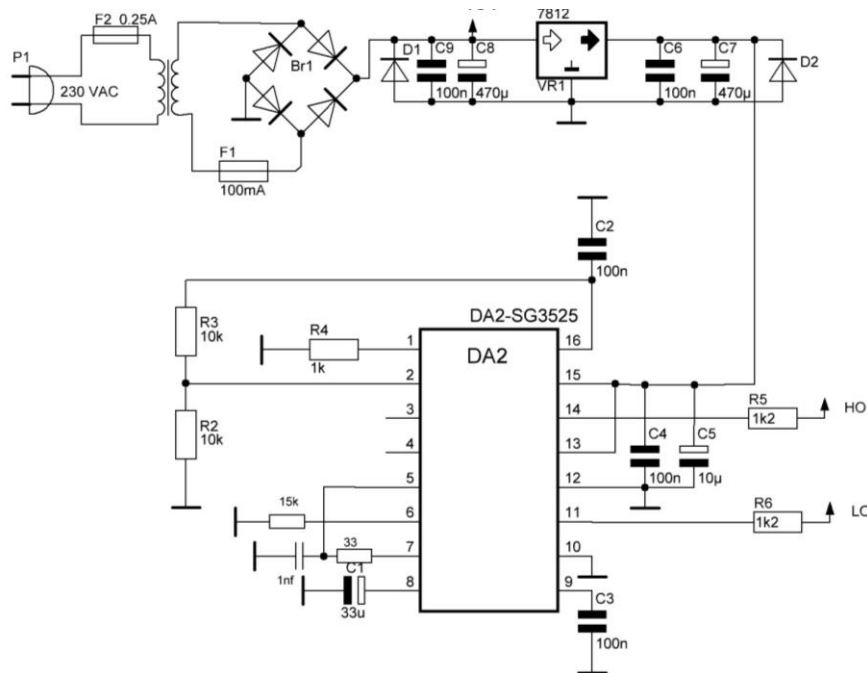 F2 0.25A
P1
230 VAC
Br1
F1
100mA
D1
C9
C8
100n
470µ
7812
VR1
C6
C7
100n
470µ
D2
C2
100n
DA2-SG3525
DA2
R3
10k
R4
1k
R2
10k
1
2
3
4
5
6
7
8
16
15
14
13
12
11
10
9
15k
33
1nf
C1
33u
C4
100n
C5
10µ
R5
1k2
HO
R6
1k2
C3
100n